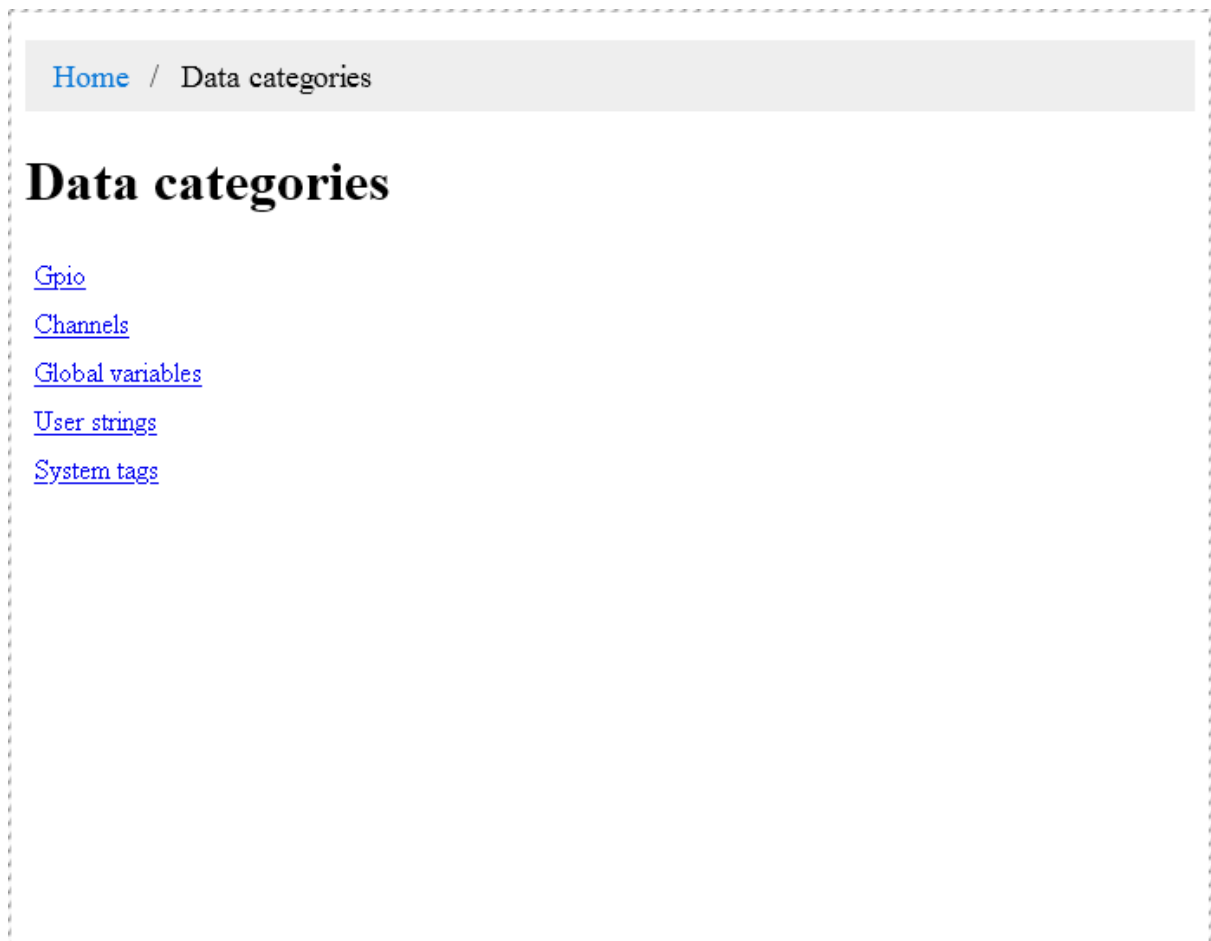 Home / Data categories
Data categories
Gpio
Channels
Global variables
User strings
System tags